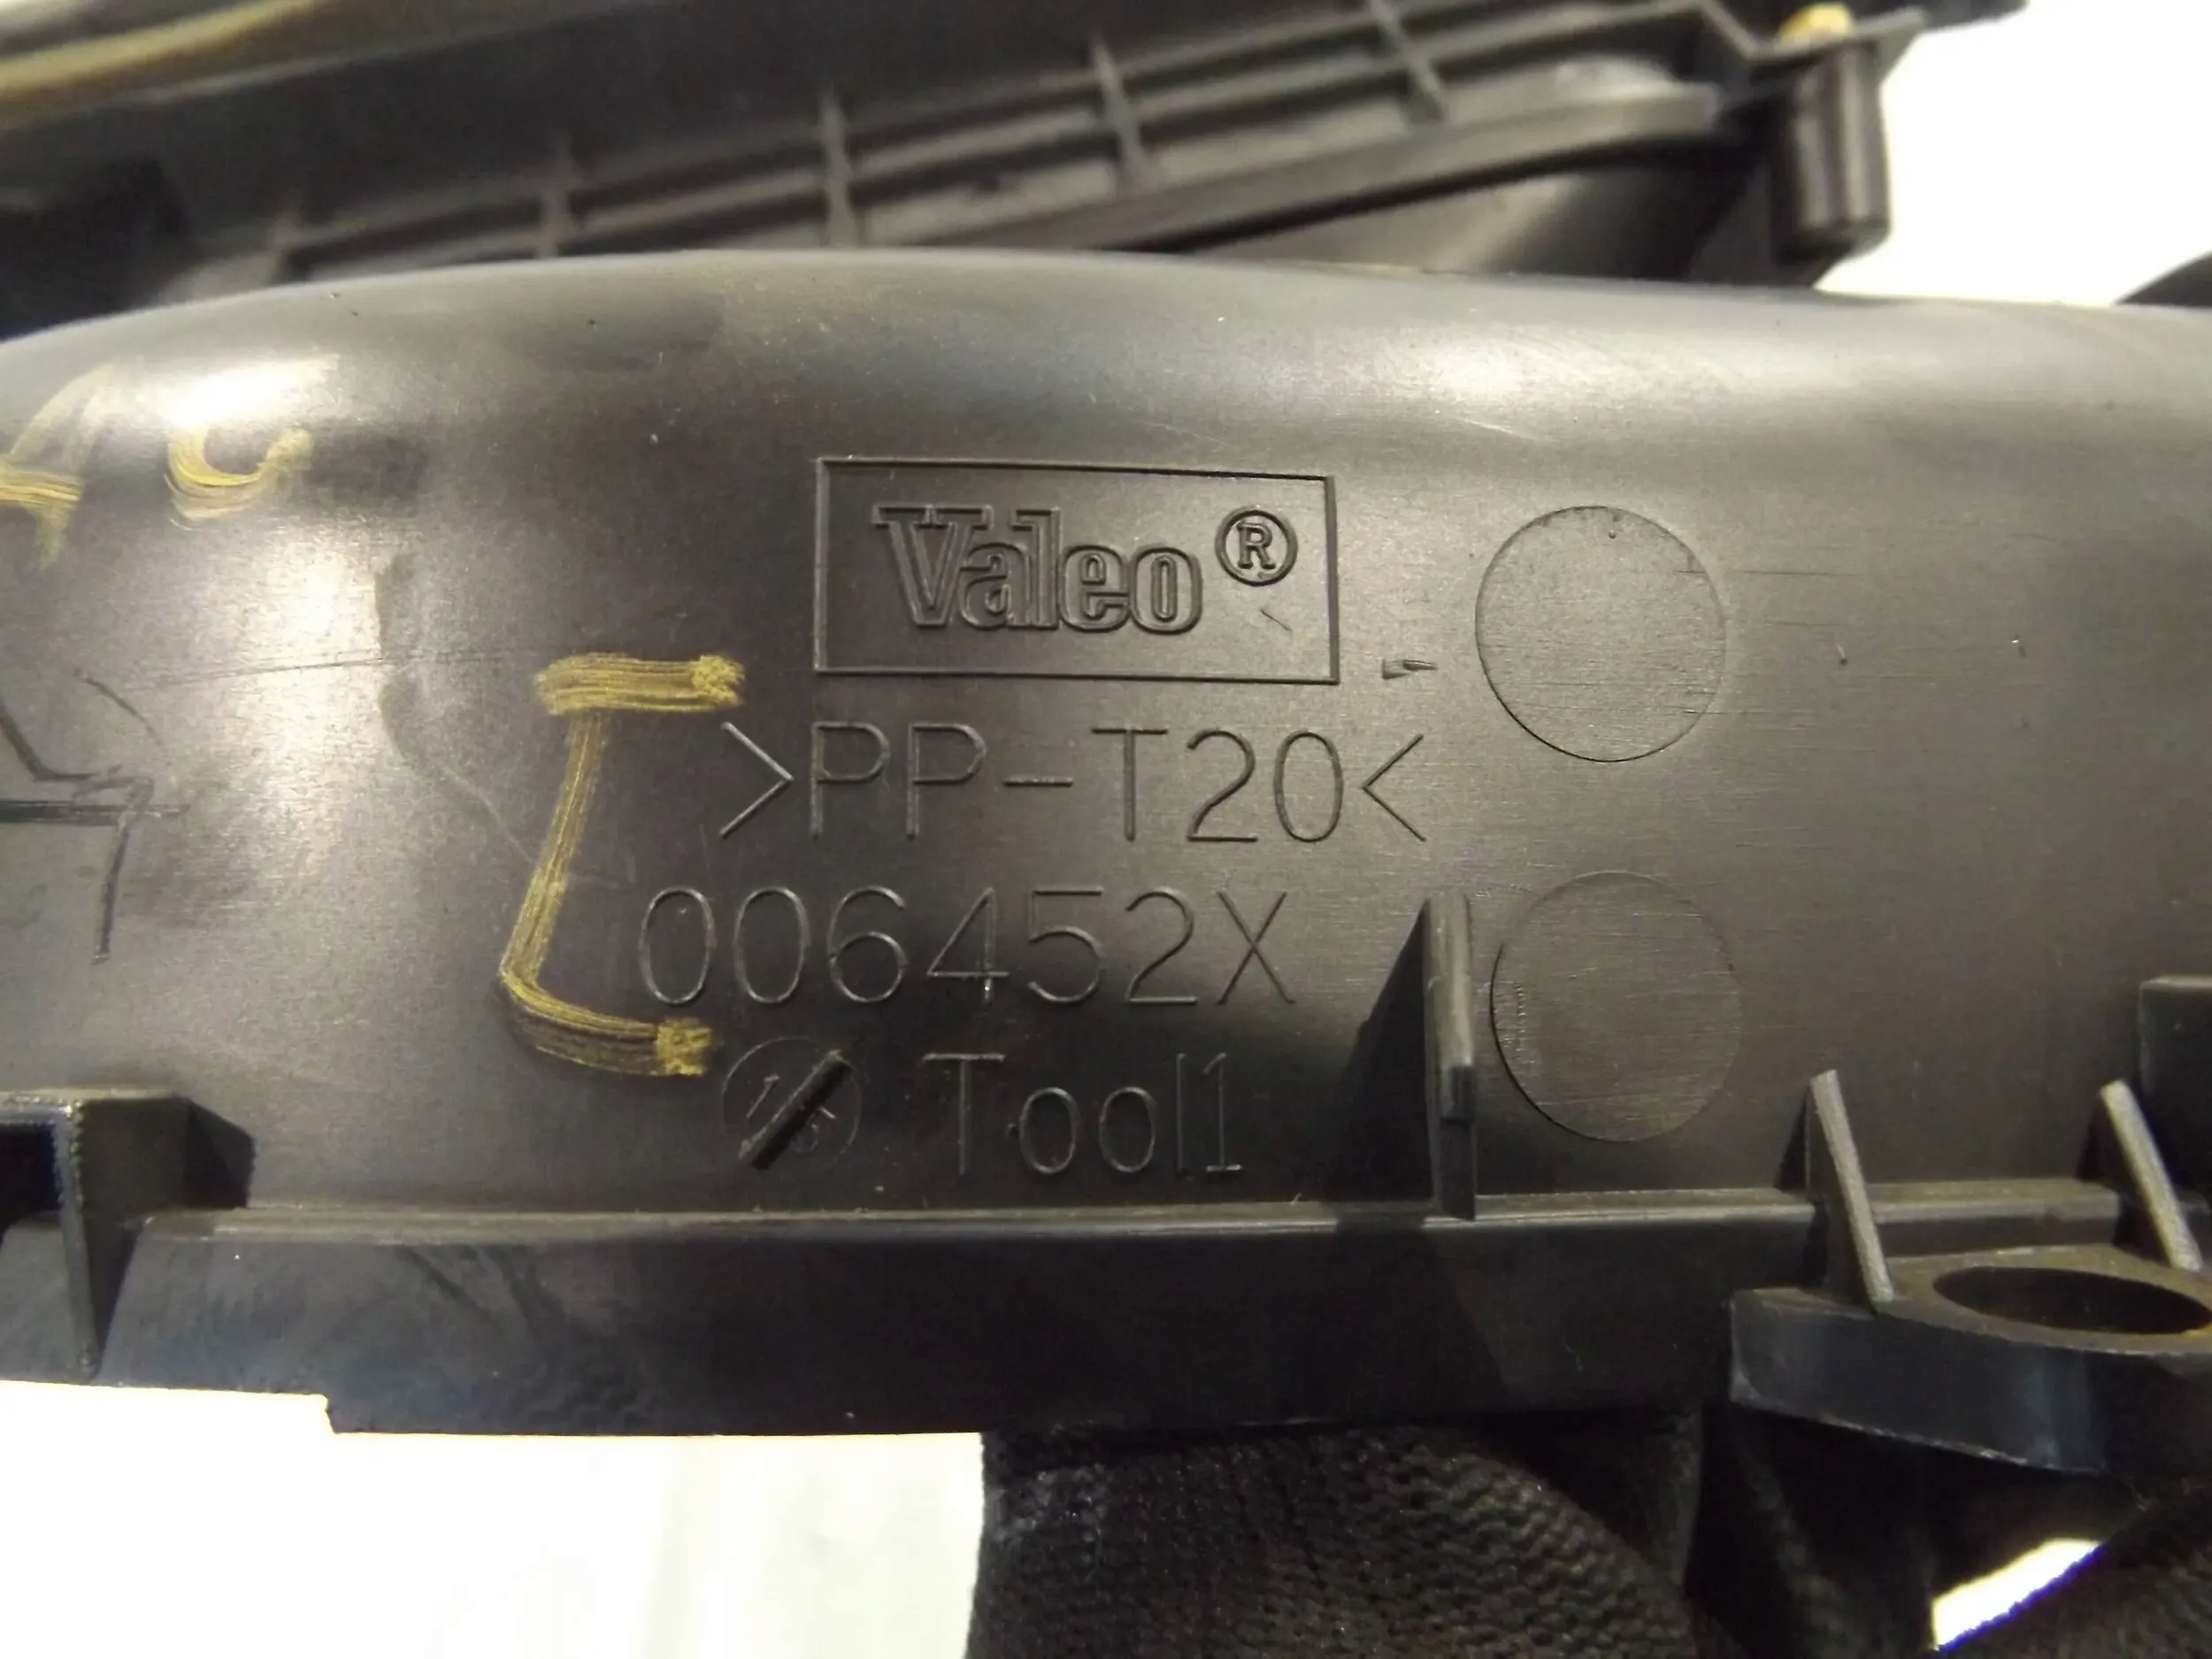 Valeo®
>PP-T20<
006452X
Tool1